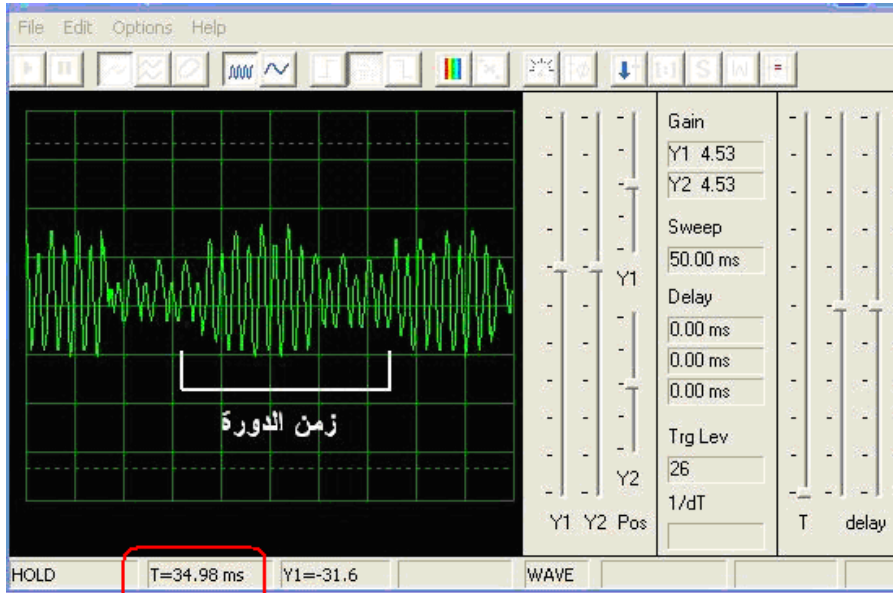 File Edit Options Help
Gain
Y1 4.53
Y2 4.53
Sweep
50.00 ms
Y1
Delay
0.00 ms
0.00 ms
0.00 ms
زمن الدورة
Trg Lev
26
Y2
1/dT
Y1 Y2 Pos T delay
HOLD T=34.98 ms Y1=-31.6 WAVE